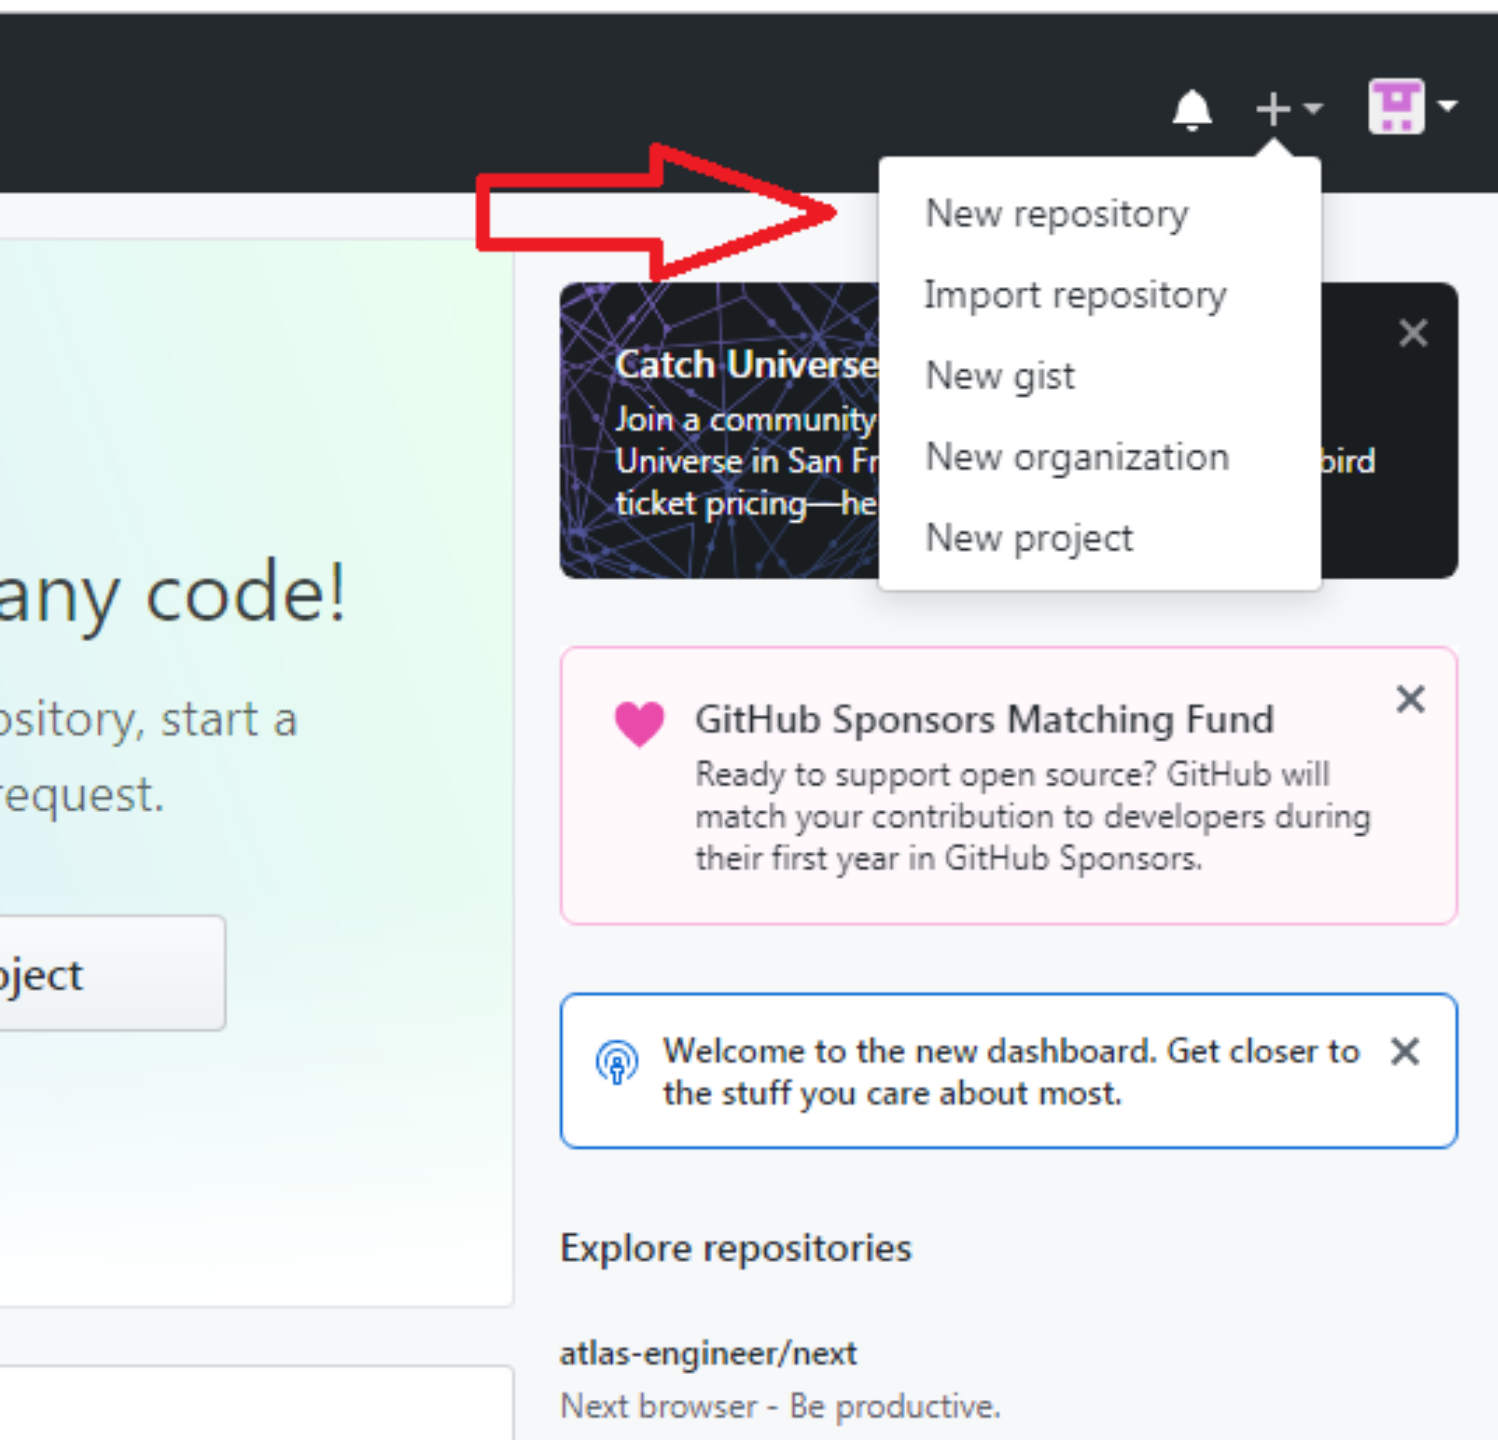 New repository
Import repository
New gist
New organization
New project
Catch Universe
Join a community
Universe in San Fr
bird
ticket pricing—he
any code!
ository, start a
request.
oject
GitHub Sponsors Matching Fund
Ready to support open source? GitHub will
match your contribution to developers during
their first year in GitHub Sponsors.
Welcome to the new dashboard. Get closer to
the stuff you care about most.
Explore repositories
atlas-engineer/next
Next browser - Be productive.